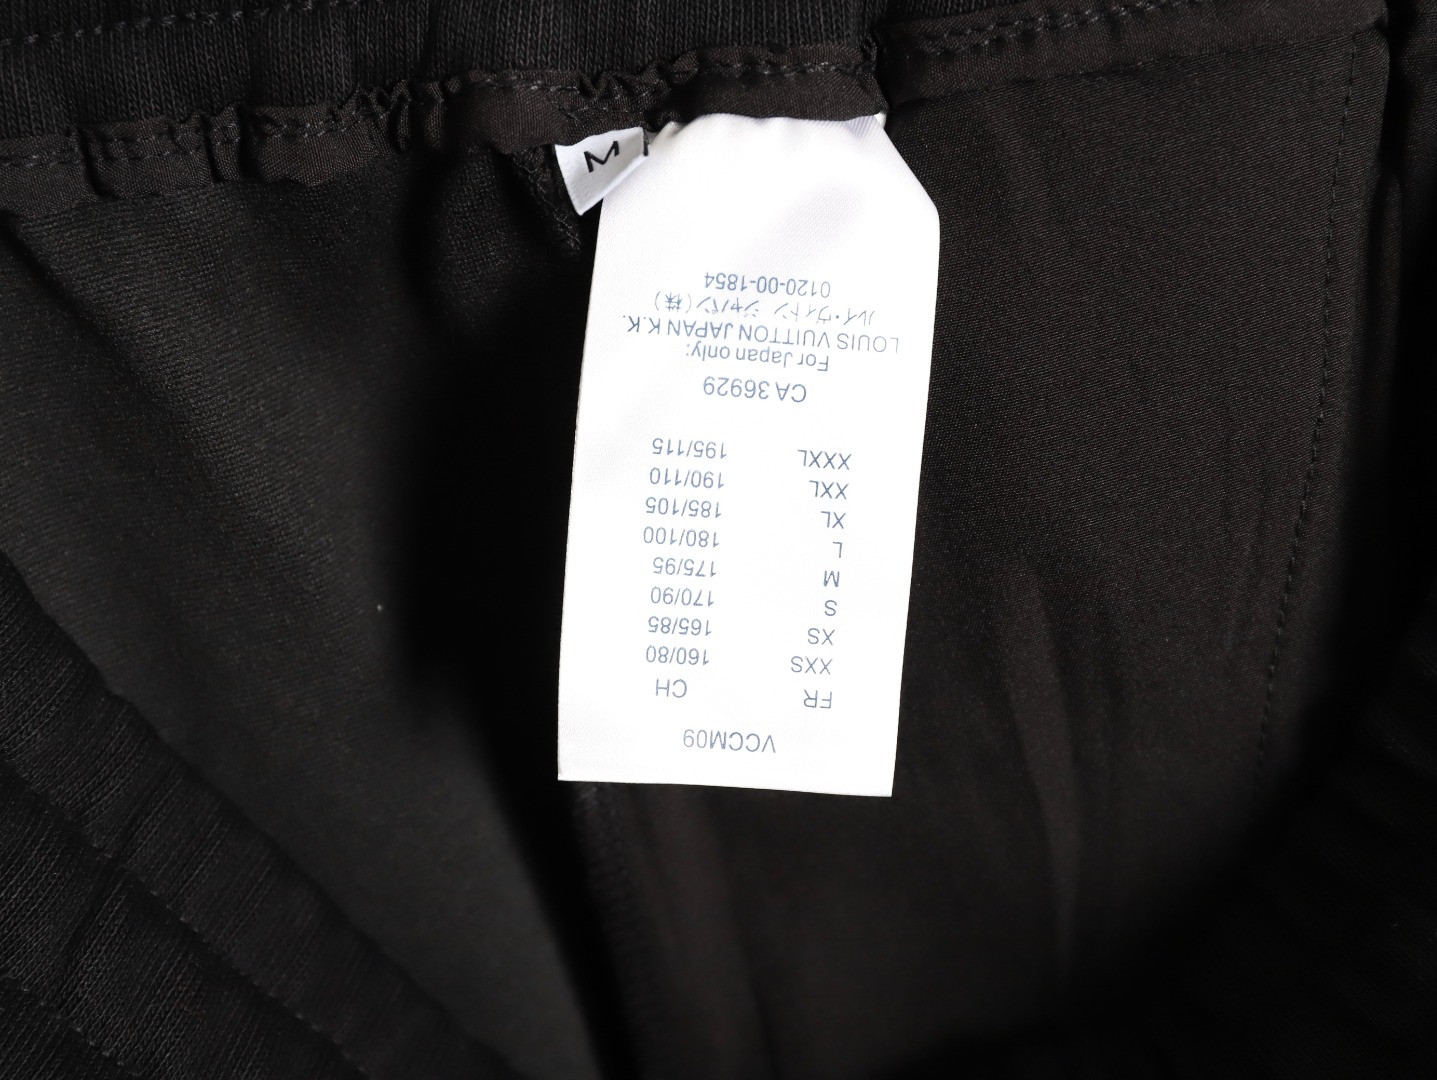 M
VCCM09
FR CH
XXS 160/80
XS 165/85
S 170/90
M 175/95
L 180/100
XL 185/105
XXL 190/110
XXXL 195/115
CA 36929
For Japan only:
LOUIS VUITTON JAPAN K.K.
ルイ・ヴィトン ジャパン(株)
0120-00-1854